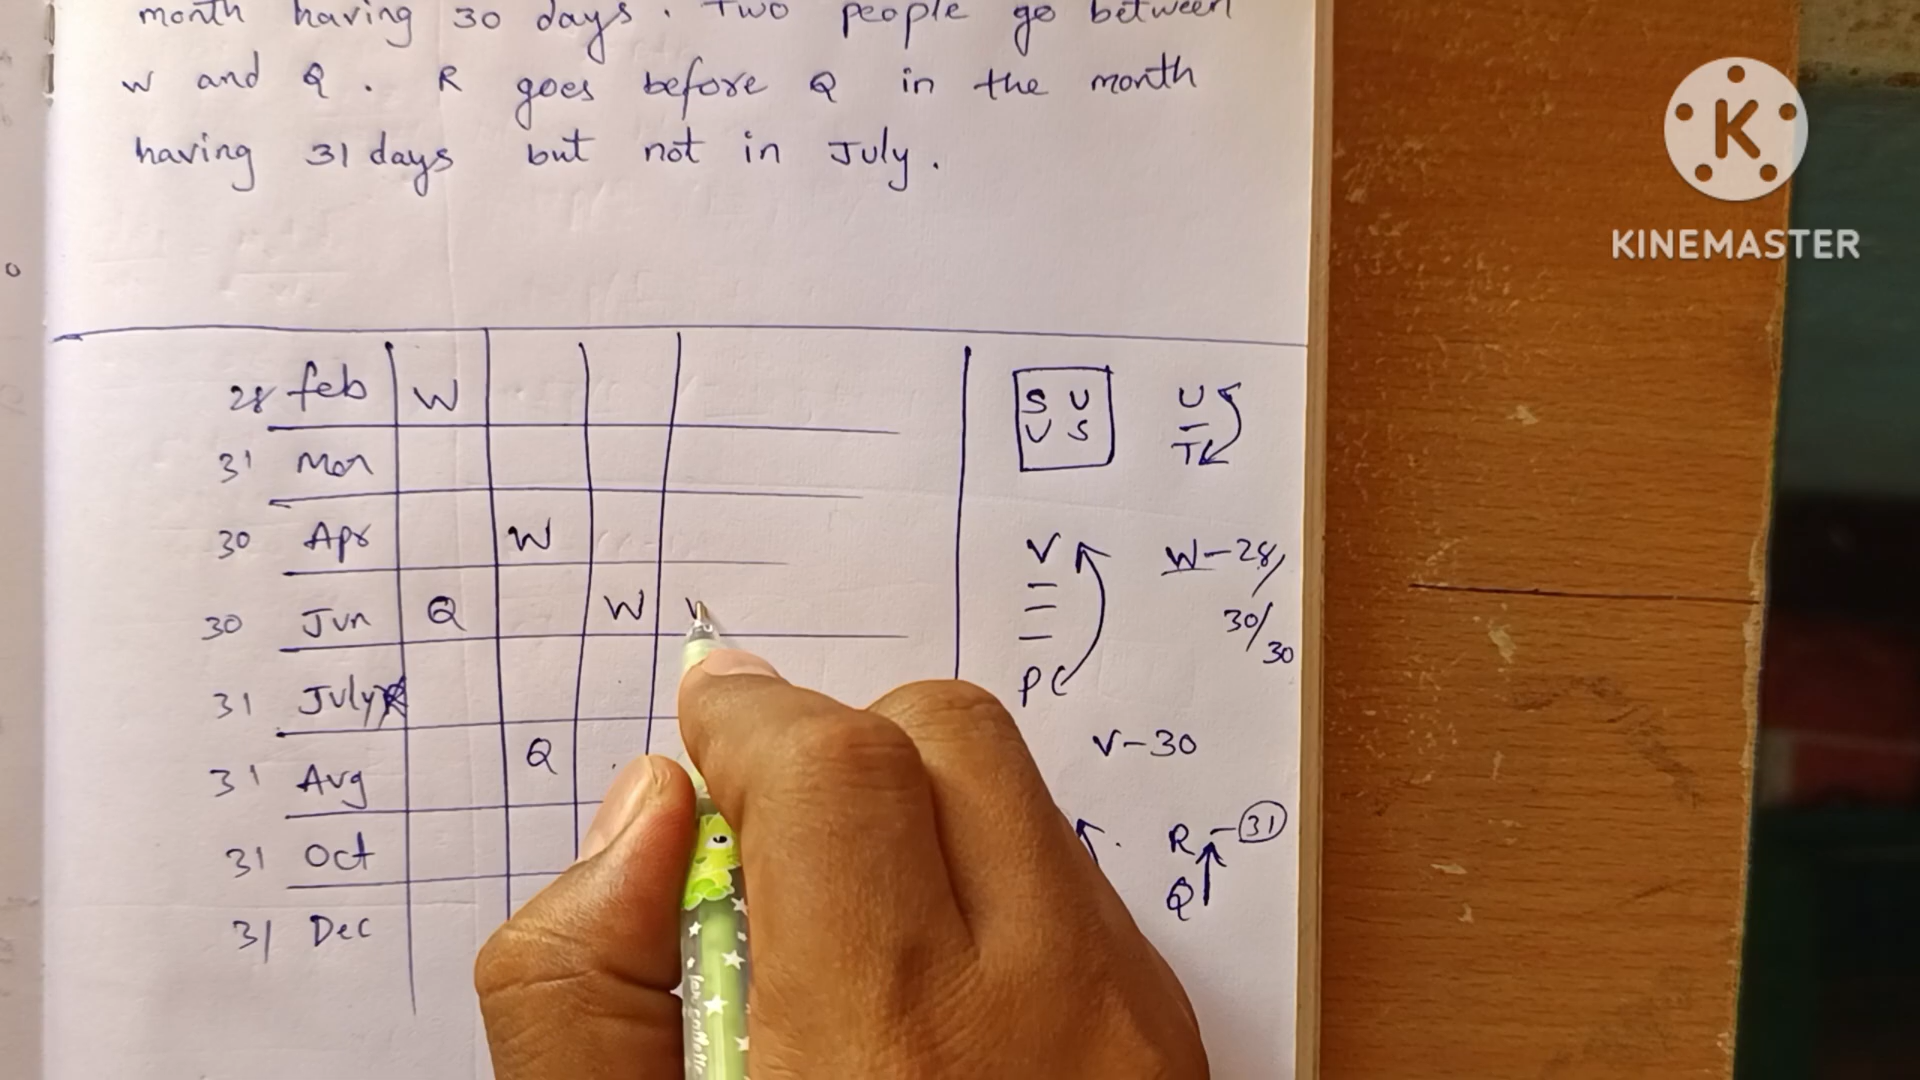 month having 30 days. Two people go between
W and Q. R goes before Q in the month
having 31 days but not in July.
K
KINEMASTER
28 feb W
31 Mar
30 Apr W
30 Jun Q W
31 July
31 Aug Q
31 Oct
31 Dec
S U
U S
U
T
V
P
W-28/
30/
30
V-30
R-31
Q